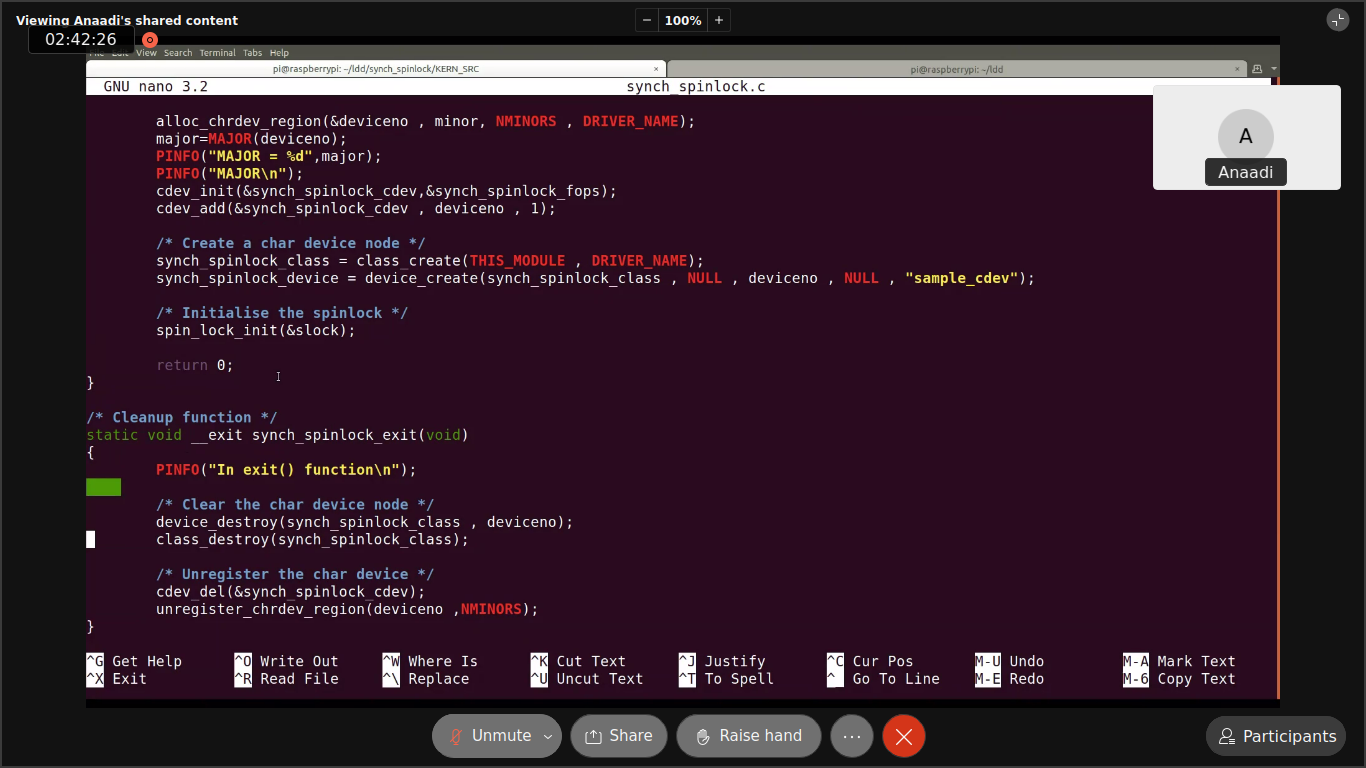 Viewing Anaadi's shared content
− 100% +
02:42:26
File Edit View Search Terminal Tabs Help
pi@raspberrypi: ~/ldd/synch_spinlock/KERN_SRC ×
pi@raspberrypi: ~/ldd ×
GNU nano 3.2 synch_spinlock.c
alloc_chrdev_region(&deviceno , minor, NMINORS , DRIVER_NAME);
major=MAJOR(deviceno);
PINFO("MAJOR = %d",major);
PINFO("MAJOR\n");
cdev_init(&synch_spinlock_cdev,&synch_spinlock_fops);
cdev_add(&synch_spinlock_cdev , deviceno , 1);
/* Create a char device node */
synch_spinlock_class = class_create(THIS_MODULE , DRIVER_NAME);
synch_spinlock_device = device_create(synch_spinlock_class , NULL , deviceno , NULL , "sample_cdev");
/* Initialise the spinlock */
spin_lock_init(&slock);
return 0;
}
/* Cleanup function */
static void __exit synch_spinlock_exit(void)
{
PINFO("In exit() function\n");
/* Clear the char device node */
device_destroy(synch_spinlock_class , deviceno);
class_destroy(synch_spinlock_class);
/* Unregister the char device */
cdev_del(&synch_spinlock_cdev);
unregister_chrdev_region(deviceno ,NMINORS);
}
^G Get Help ^O Write Out ^W Where Is ^K Cut Text ^J Justify ^C Cur Pos M-U Undo M-A Mark Text
^X Exit ^R Read File ^\ Replace ^U Uncut Text ^T To Spell ^_ Go To Line M-E Redo M-6 Copy Text
A
Anaadi
Unmute Share Raise hand ... Participants